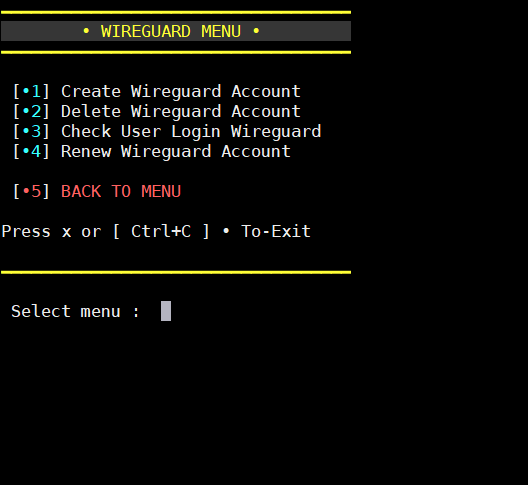 • WIREGUARD MENU •
[•1] Create Wireguard Account
[•2] Delete Wireguard Account
[•3] Check User Login Wireguard
[•4] Renew Wireguard Account
[•5] BACK TO MENU
Press x or [ Ctrl+C ] • To-Exit
Select menu :